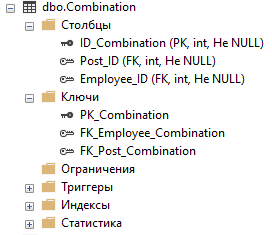 dbo.Combination
Столбцы
ID_Combination (PK, int, Не NULL)
Post_ID (FK, int, Не NULL)
Employee_ID (FK, int, Не NULL)
Ключи
PK_Combination
FK_Employee_Combination
FK_Post_Combination
Ограничения
Триггеры
Индексы
Статистика